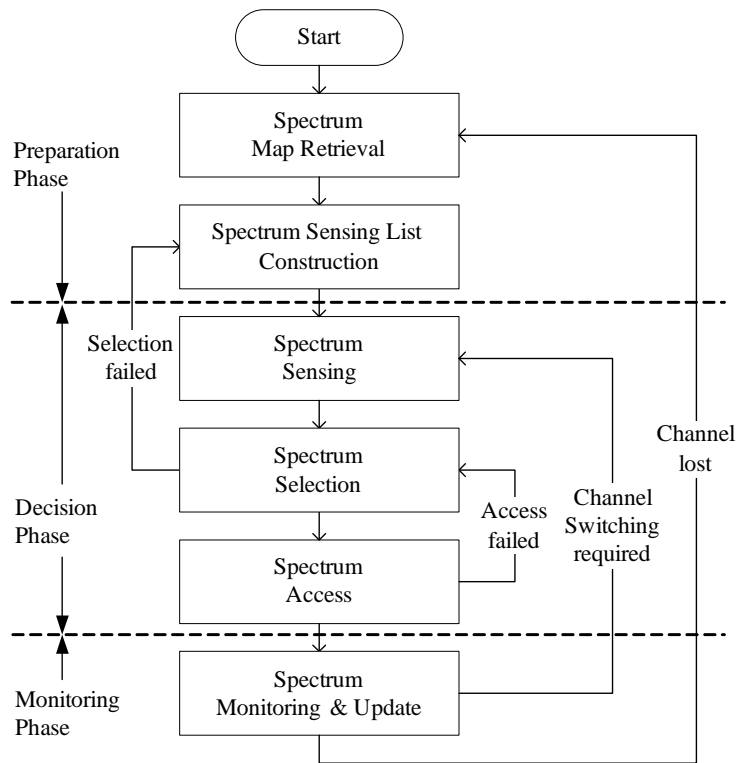 Start
Spectrum
Map Retrieval
Preparation
Phase
Spectrum Sensing List
Construction
Selection
failed
Spectrum
Sensing
Channel
lost
Spectrum
Selection
Decision
Phase
Access
failed
Channel
Switching
required
Spectrum
Access
Monitoring
Phase
Spectrum
Monitoring & Update